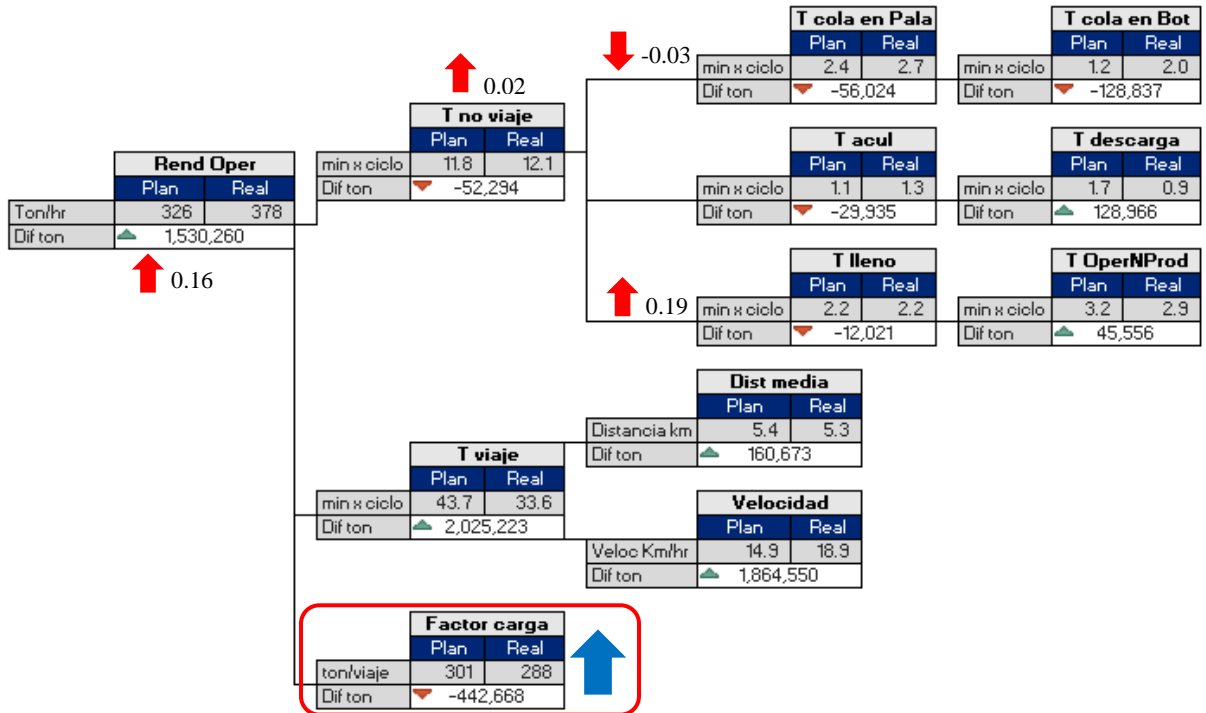 T cola en Pala
Plan Real
min x ciclo 2.4 2.7
Dif ton -56,024
T cola en Bot
Plan Real
min x ciclo 1.2 2.0
Dif ton -128,837
-0.03
0.02
T no viaje
Plan Real
min x ciclo 11.8 12.1
Dif ton -52,294
T acul
Plan Real
min x ciclo 1.1 1.3
Dif ton -29,935
T descarga
Plan Real
min x ciclo 1.7 0.9
Dif ton 128,966
Rend Oper
Plan Real
Ton/hr 326 378
Dif ton 1,530,260
0.16
T lleno
Plan Real
min x ciclo 2.2 2.2
Dif ton -12,021
0.19
T OperNProd
Plan Real
min x ciclo 3.2 2.9
Dif ton 45,556
Dist media
Plan Real
Distancia km 5.4 5.3
Dif ton 160,673
T viaje
Plan Real
min x ciclo 43.7 33.6
Dif ton 2,025,223
Velocidad
Plan Real
Veloc Km/hr 14.9 18.9
Dif ton 1,864,550
Factor carga
Plan Real
ton/viaje 301 288
Dif ton -442,668